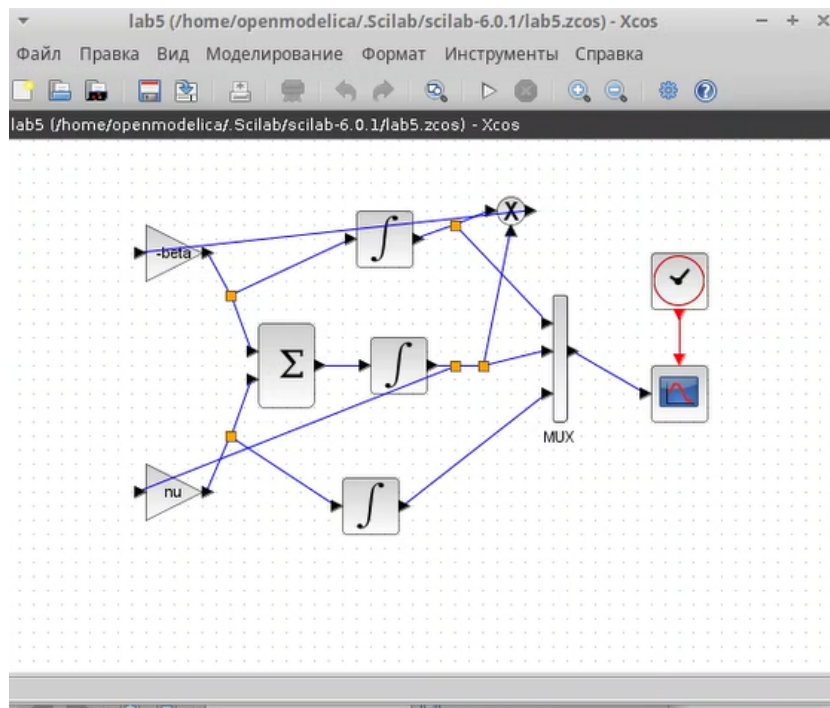 lab5 (/home/openmodelica/.Scilab/scilab-6.0.1/lab5.zcos) - Xcos
Файл Правка Вид Моделирование Формат Инструменты Справка
lab5 (/home/openmodelica/.Scilab/scilab-6.0.1/lab5.zcos) - Xcos
X
∫
-beta
Σ
∫
MUX
nu
∫